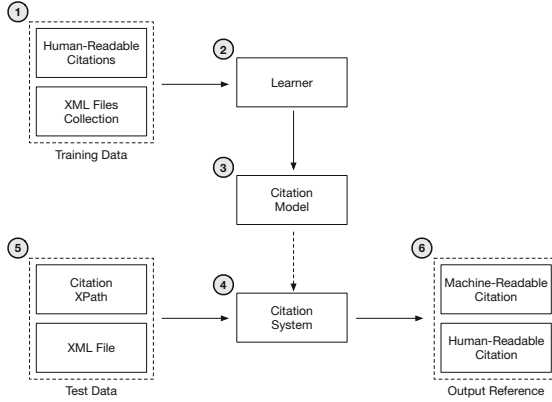 1
Human-Readable
Citations
XML Files
Collection
Training Data
2
Learner
3
Citation
Model
5
Citation
XPath
XML File
Test Data
4
Citation
System
6
Machine-Readable
Citation
Human-Readable
Citation
Output Reference